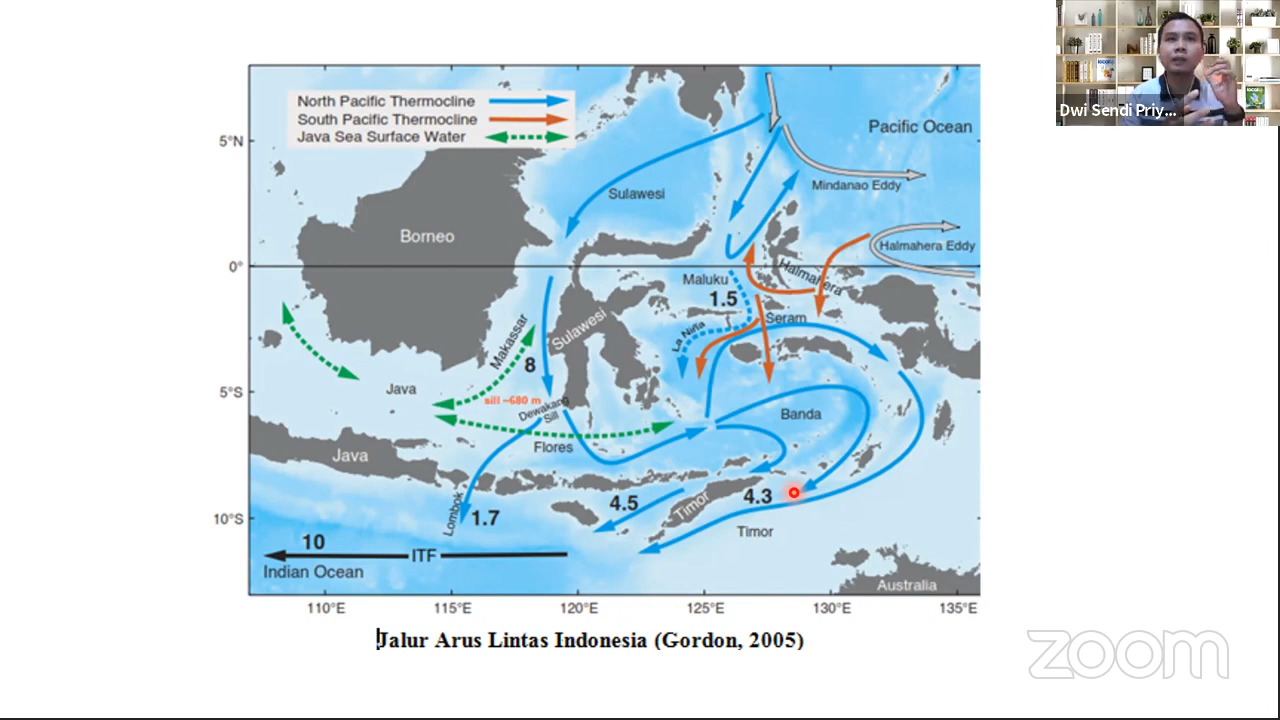 Dwi Sendi Priy...
North Pacific Thermocline
South Pacific Thermocline
Java Sea Surface Water
Pacific Ocean
5°N
Mindanao Eddy
Sulawesi
Borneo
Halmahera Eddy
0°
Maluku
Halmahera
1.5
Seram
La Niña
Makassar
Sulawesi
8
5°S
Java
sill ~680 m
Dewakang
Sill
Banda
Flores
Java
Lombok
1.7
4.5
Timor
4.3
10°S
Timor
10
ITF
Indian Ocean
Australia
110°E
115°E
120°E
125°E
130°E
135°E
Jalur Arus Lintas Indonesia (Gordon, 2005)
zoom